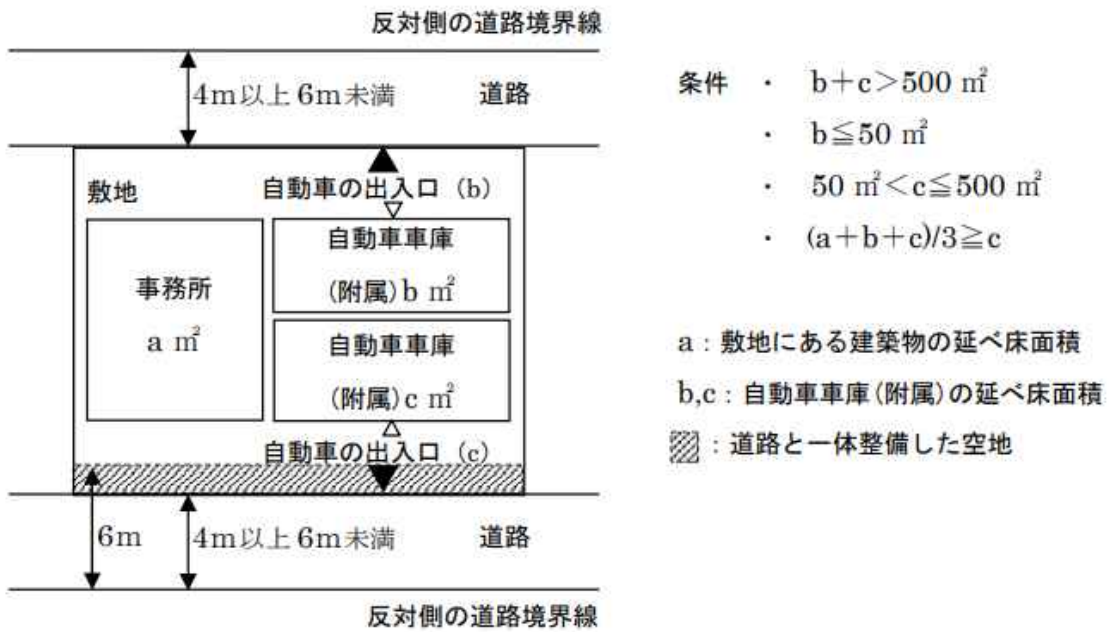 反対側の道路境界線
4m以上6m未満 道路
敷地
自動車の出入口（b）
事務所
a ㎡
自動車車庫
(附属)b ㎡
自動車車庫
(附属)c ㎡
自動車の出入口（c）
6m
4m以上6m未満 道路
反対側の道路境界線
条件 ・ b＋c＞500 ㎡
・ b≦50 ㎡
・ 50 ㎡＜c≦500 ㎡
・ (a＋b＋c)/3≧c
a：敷地にある建築物の延べ床面積
b,c：自動車車庫(附属)の延べ床面積
：道路と一体整備した空地